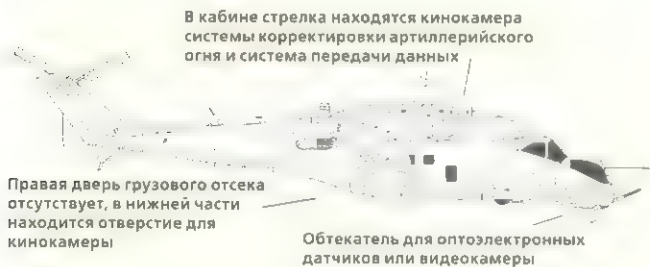 В кабине стрелка находятся кинокамера
системы корректировки артиллерийского
огня и система передачи данных
Правая дверь грузового отсека
отсутствует, в нижней части
находится отверстие для
кинокамеры
Обтекатель для оптоэлектронных
датчиков или видеокамеры